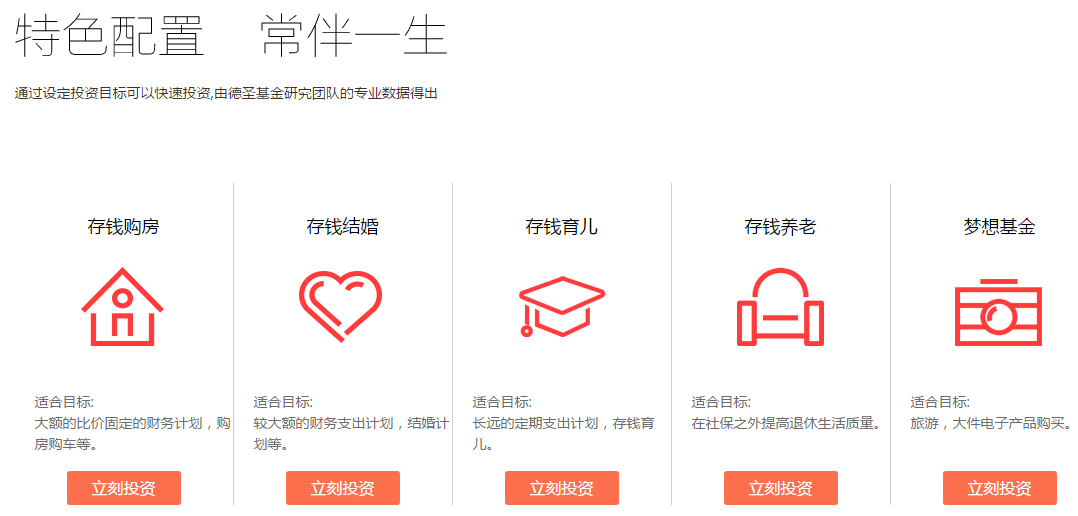 特色配置 常伴一生
通过设定投资目标可以快速投资,由德圣基金研究团队的专业数据得出
存钱购房
适合目标:
大额的比价固定的财务计划，购
房购车等。
立刻投资
存钱结婚
适合目标:
较大额的财务支出计划，结婚计
划等。
立刻投资
存钱育儿
适合目标:
长远的定期支出计划，存钱育
儿。
立刻投资
存钱养老
适合目标:
在社保之外提高退休生活质量。
立刻投资
梦想基金
适合目标:
旅游，大件电子产品购买。
立刻投资